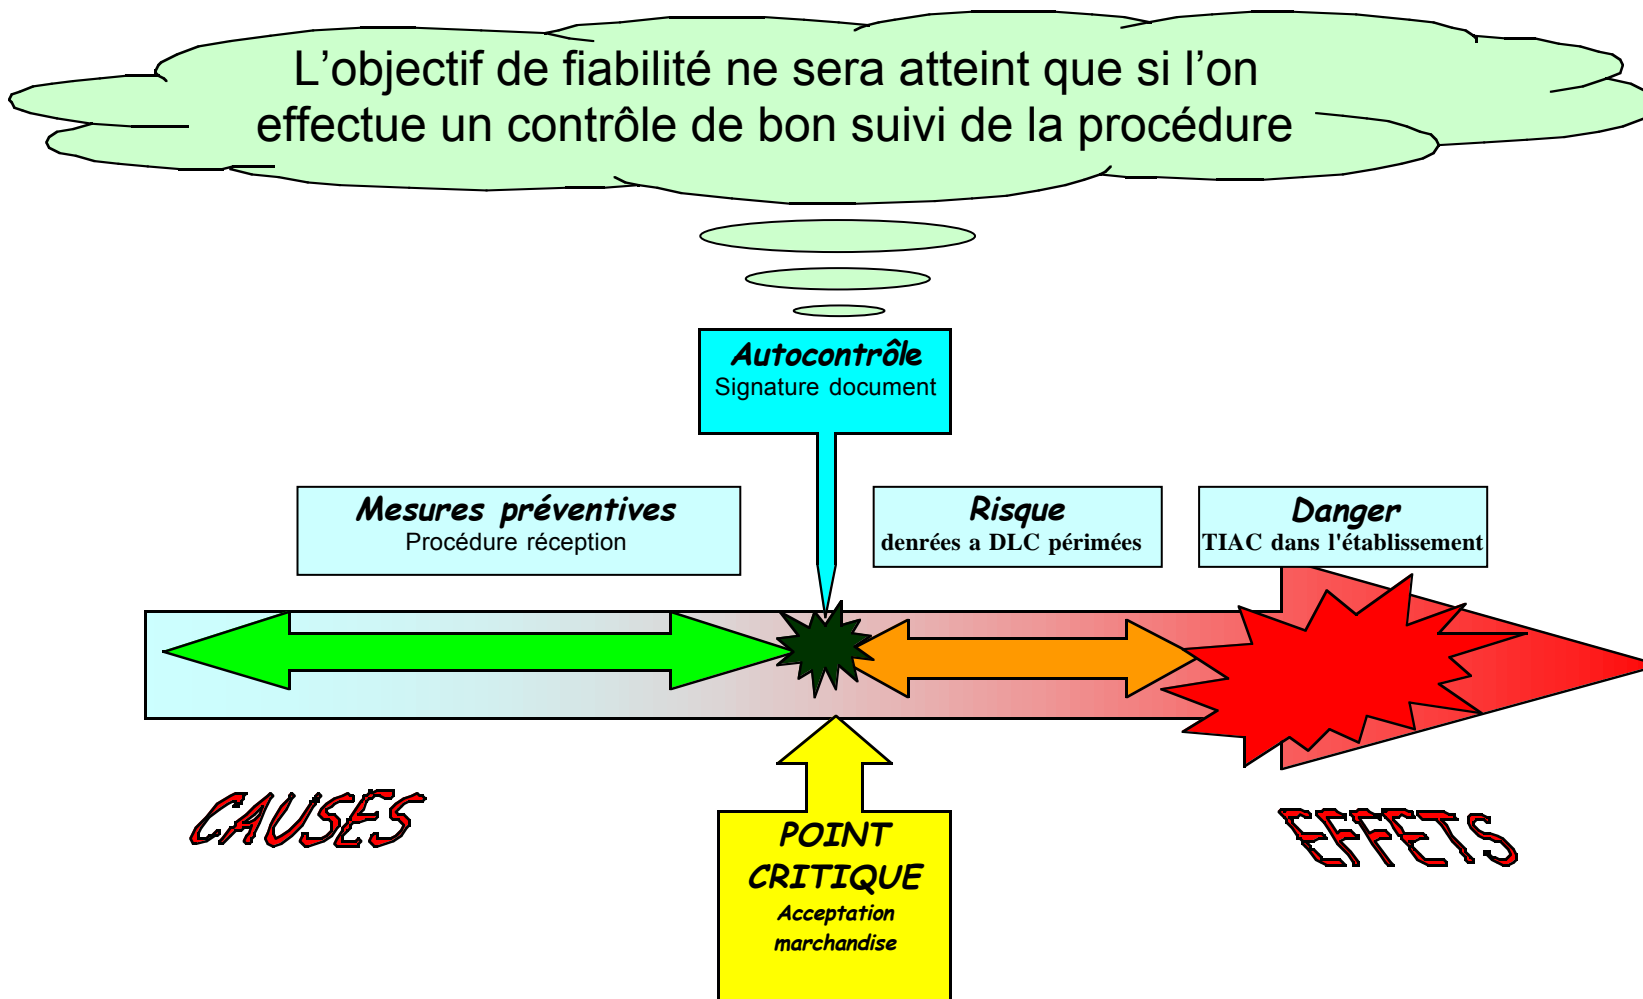 L’objectif de fiabilité ne sera atteint que si l’on
effectue un contrôle de bon suivi de la procédure
Autocontrôle
Signature document
Mesures préventives
Procédure réception
Risque
denrées a DLC périmées
Danger
TIAC dans l'établissement
CAUSES
EFFETS
POINT
CRITIQUE
Acceptation
marchandise